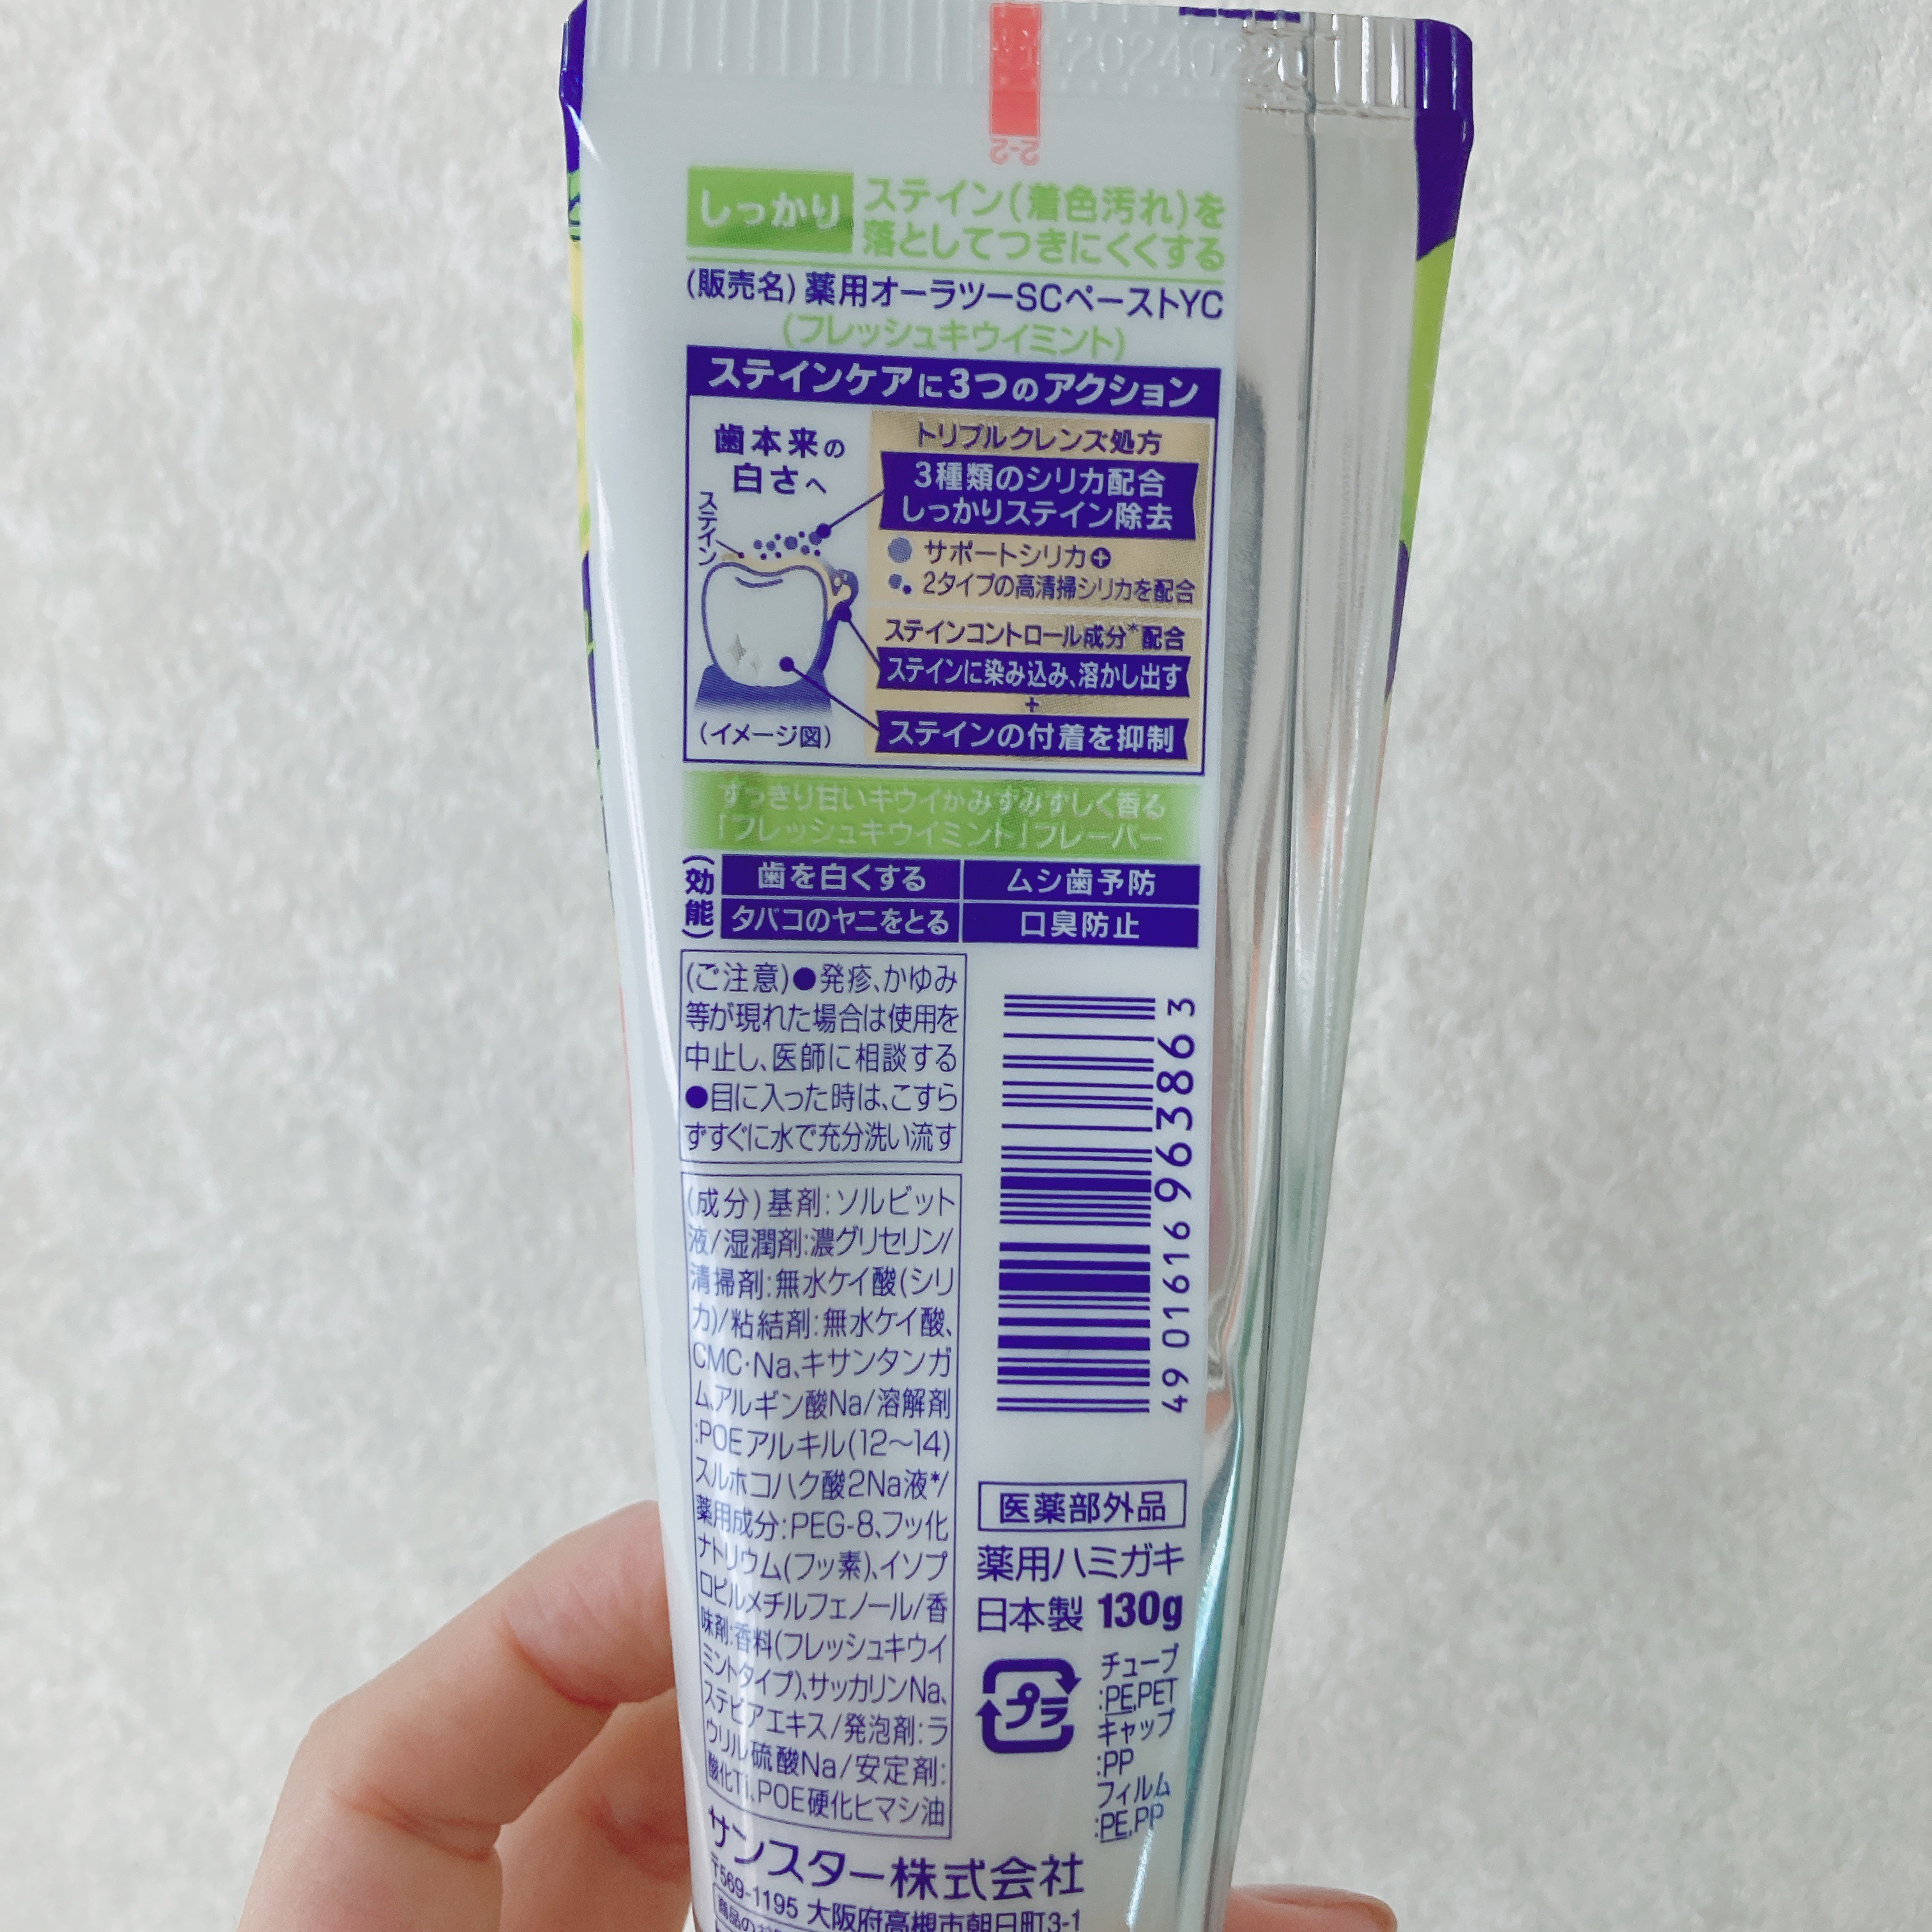 20240220
2-2
しっかり
ステイン(着色汚れ)を
落としてつきにくくする
(販売名)薬用オーラツーSCペーストYC
(フレッシュキウイミント)
ステインケアに3つのアクション
歯本来の
白さへ
ステイン
(イメージ図)
トリプルクレンズ処方
3種類のシリカ配合
しっかりステイン除去
サポートシリカ+
2タイプの高清掃シリカを配合
ステインコントロール成分*配合
ステインに染み込み、溶かし出す
+
ステインの付着を抑制
すっきり甘いキウイがみずみずしく香る
「フレッシュキウイミント」フレーバー
(効能)
歯を白くする
ムシ歯予防
タバコのヤニをとる
口臭防止
(ご注意)●発疹、かゆみ
等が現れた場合は使用を
中止し、医師に相談する
●目に入った時は、こすら
ずすぐに水で充分洗い流す
(成分)基剤:ソルビット
液/湿潤剤:濃グリセリン/
清掃剤:無水ケイ酸(シリ
カ)/粘結剤:無水ケイ酸、
CMC・Na、キサンタンガ
ム、アルギン酸Na/溶解剤
:POEアルキル(12〜14)
スルホコハク酸2Na液*/
薬用成分:PEG-8、フッ化
ナトリウム(フッ素)、イソプ
ロピルメチルフェノール/香
味剤:香料(フレッシュキウイ
ミントタイプ)、サッカリンNa、
ステビアエキス/発泡剤:ラ
ウリル硫酸Na/安定剤:
酸化Ti、POE硬化ヒマシ油
4901616963863
医薬部外品
薬用ハミガキ
日本製 130g
プラ
チューブ
:PE,PET
キャップ
:PP
フィルム
:PE,PP
サンスター株式会社
〒569-1195 大阪府高槻市朝日町3-1